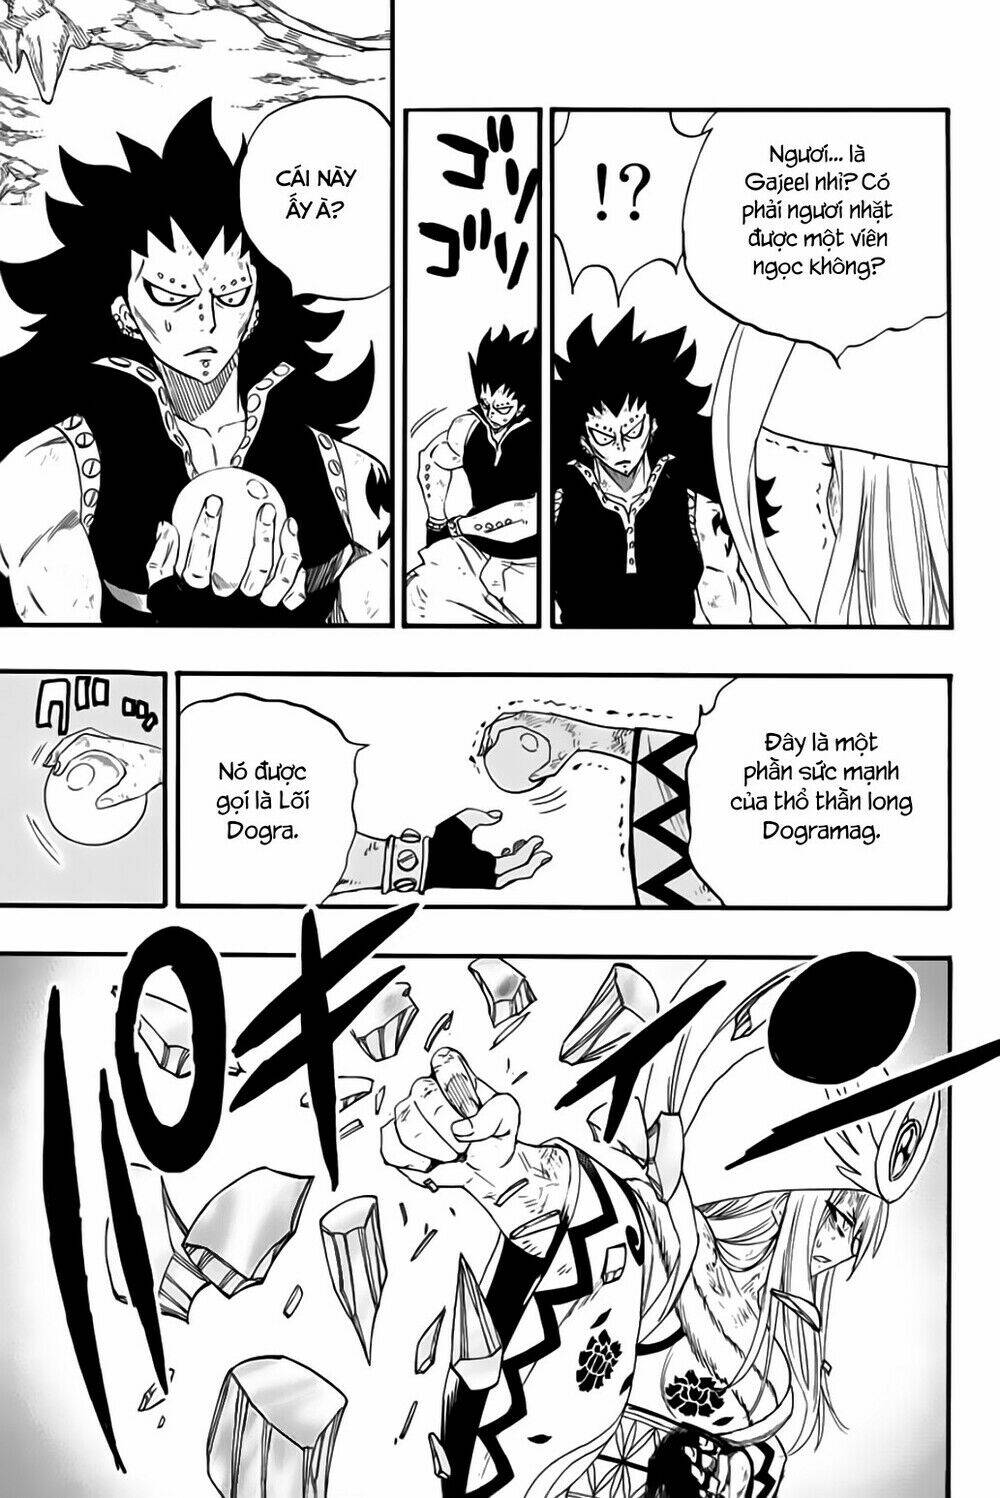 Ngươi... là
Gajeel nhỉ? Có
phải ngươi nhặt
được một viên
ngọc không?
!?
ゴソ
ゴソ
CÁI NÀY
ẤY À?
Đây là một
phần sức mạnh
của thổ thần long
Dogramag.
Nó được
gọi là Lõi
Dogra.
パキィ